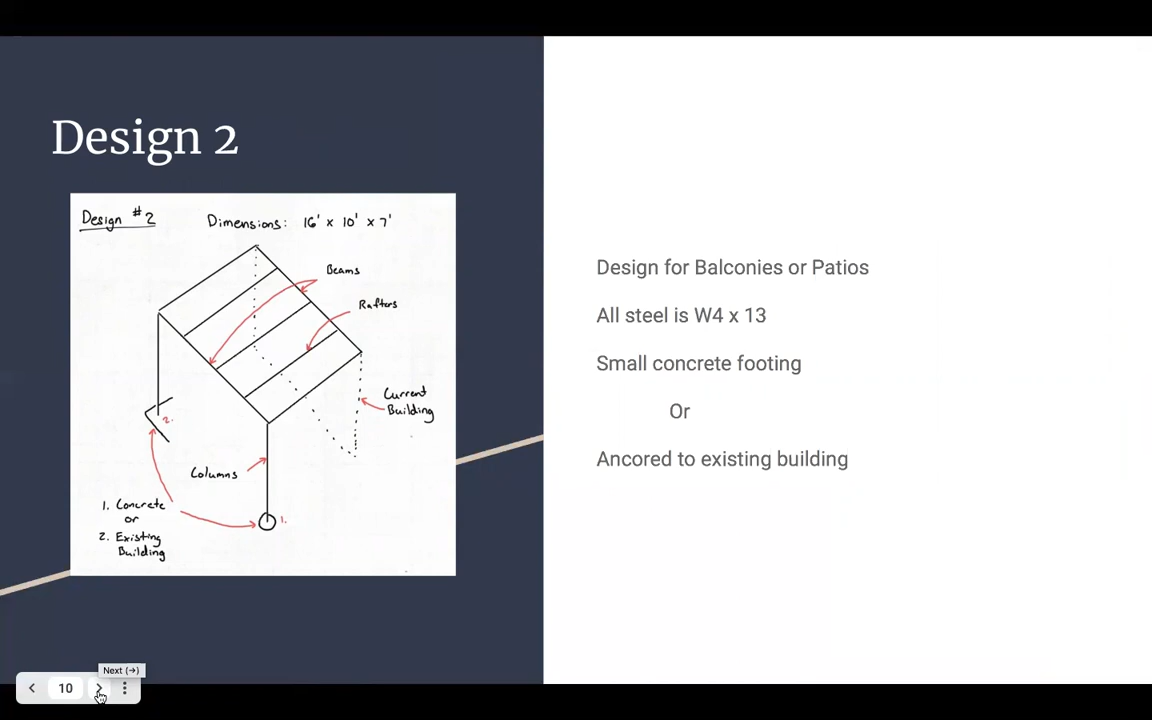 Design 2
Design #2
Dimensions: 16' x 10' x 7'
Beams
Rafters
Current
Building
2.
Columns
1. Concrete
or
2. Existing
Building
1.
Design for Balconies or Patios
All steel is W4 x 13
Small concrete footing
Or
Ancored to existing building
Next (→)
10